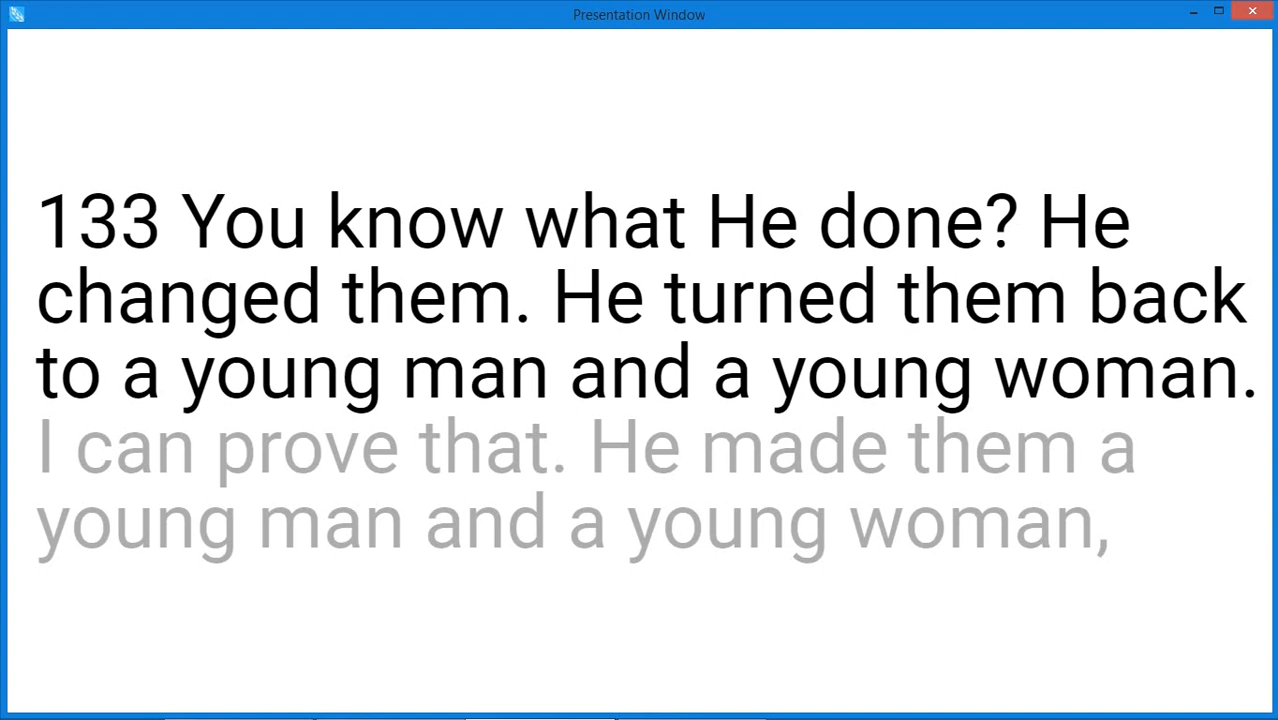 Presentation Window
133 You know what He done? He
changed them. He turned them back
to a young man and a young woman.
I can prove that. He made them a
young man and a young woman,